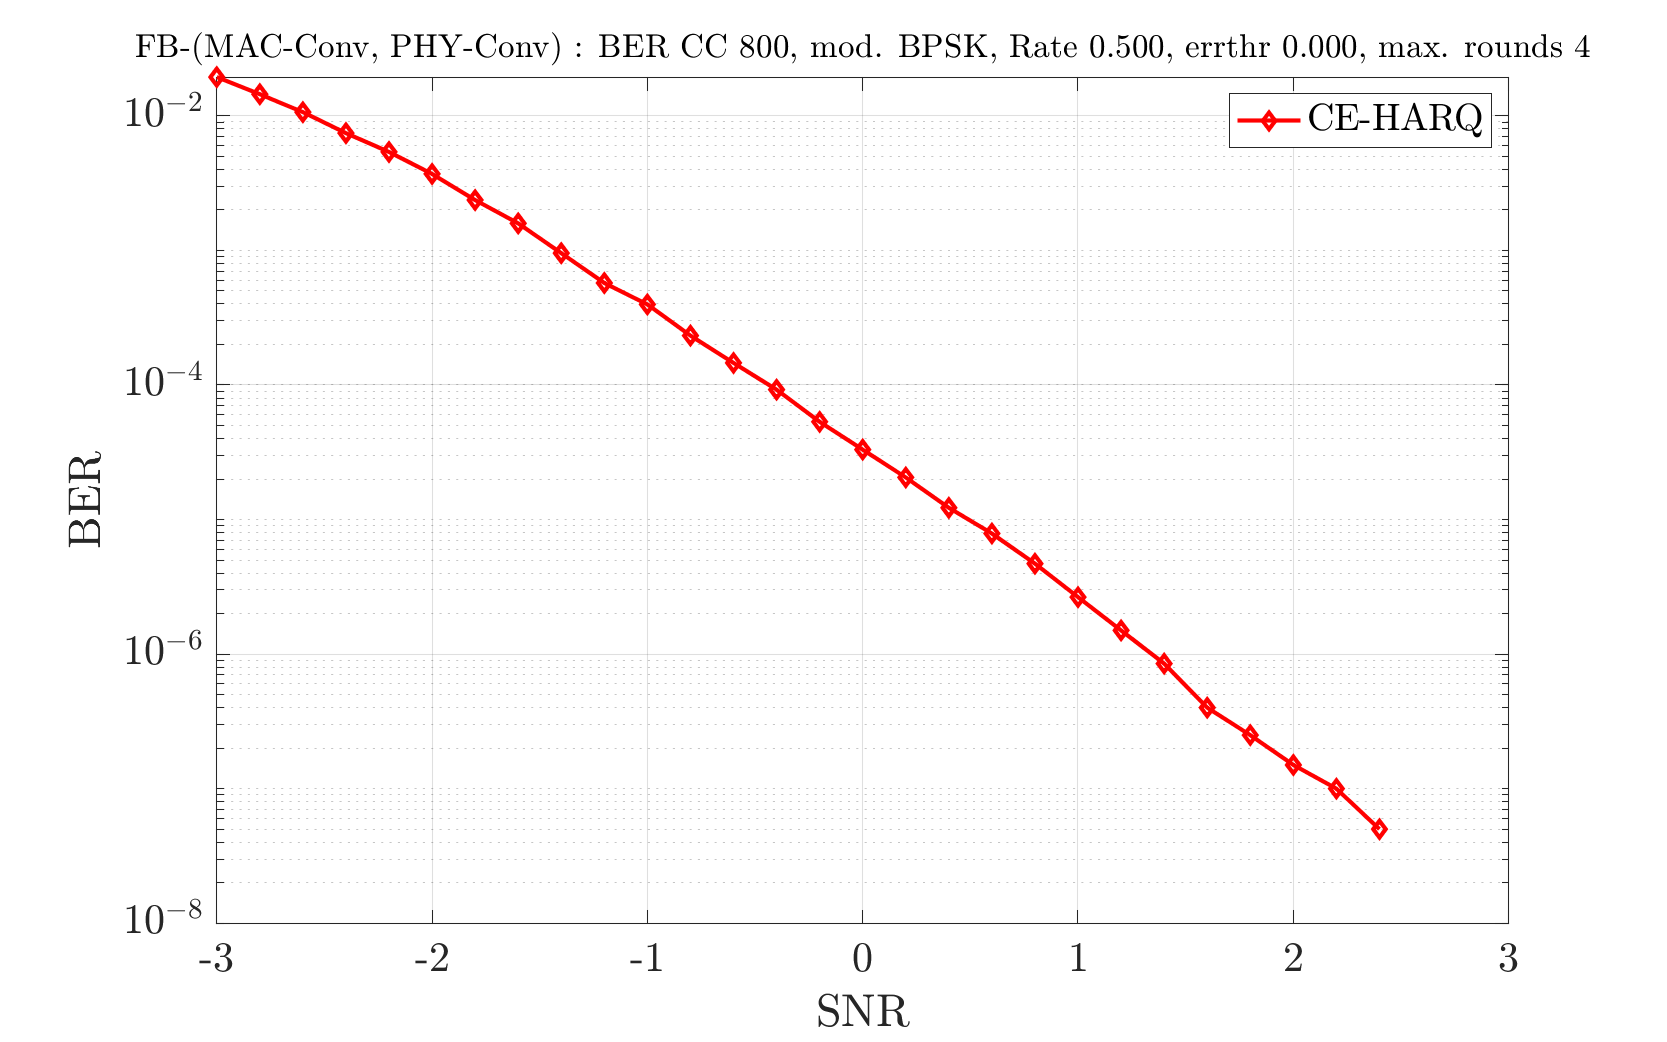 FB-(MAC-Conv, PHY-Conv) : BER CC 800, mod. BPSK, Rate 0.500, errthr 0.000, max. rounds 4
CE-HARQ
10^{-2}
10^{-4}
10^{-6}
10^{-8}
BER
-3 -2 -1 0 1 2 3
SNR